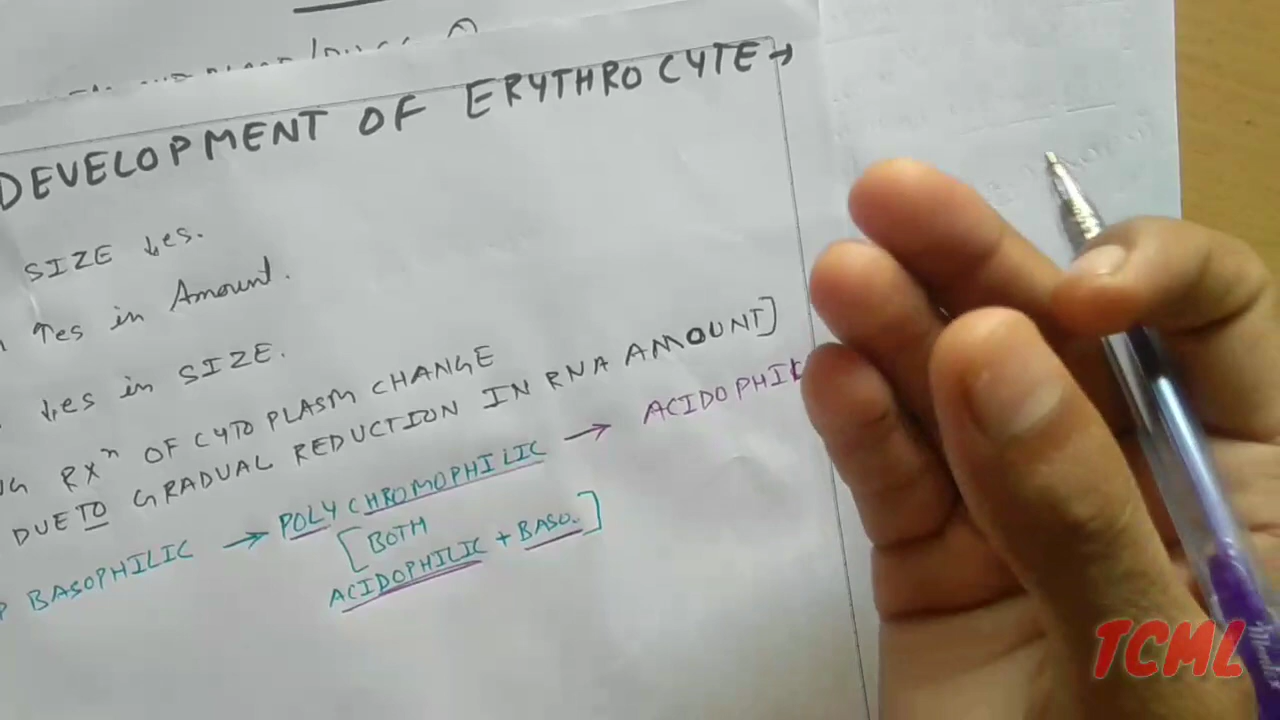 DEVELOPMENT OF ERYTHROCYTE →
SIZE ↓es.
↑es in Amount.
↓es in SIZE.
RXⁿ OF CYTOPLASM CHANGE
DUE TO GRADUAL REDUCTION IN RNA AMOUNT]
BASOPHILIC → POLYCHROMOPHILIC → ACIDOPHIL
[BOTH
ACIDOPHILIC + BASO.]
TCML